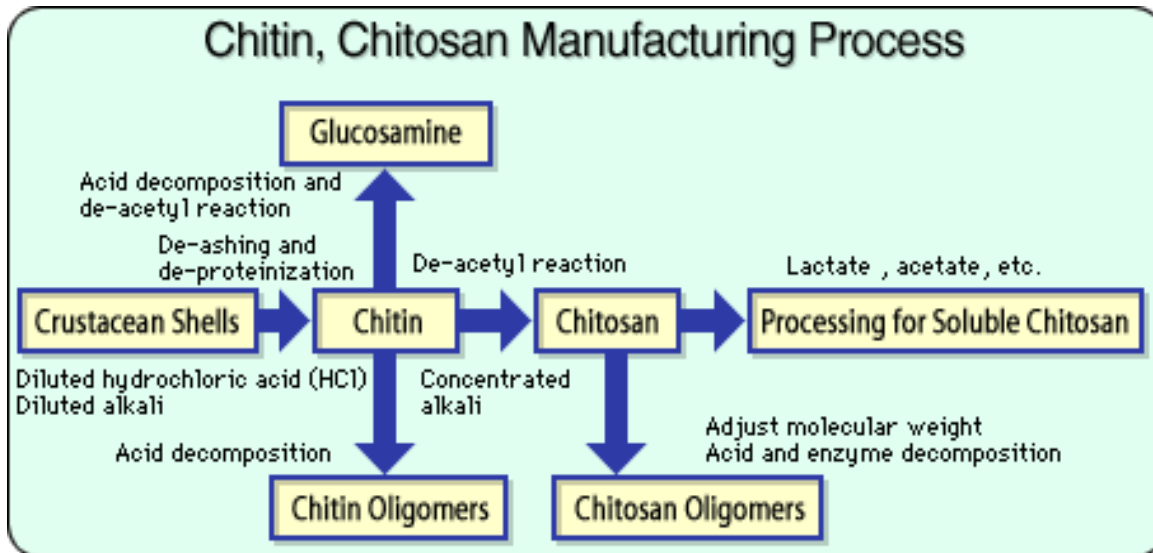 Chitin, Chitosan Manufacturing Process
Glucosamine
Acid decomposition and
de-acetyl reaction
De-ashing and
de-proteinization
De-acetyl reaction
Lactate , acetate, etc.
Crustacean Shells
Chitin
Chitosan
Processing for Soluble Chitosan
Diluted hydrochloric acid (HCl)
Diluted alkali
Concentrated
alkali
Acid decomposition
Adjust molecular weight
Acid and enzyme decomposition
Chitin Oligomers
Chitosan Oligomers